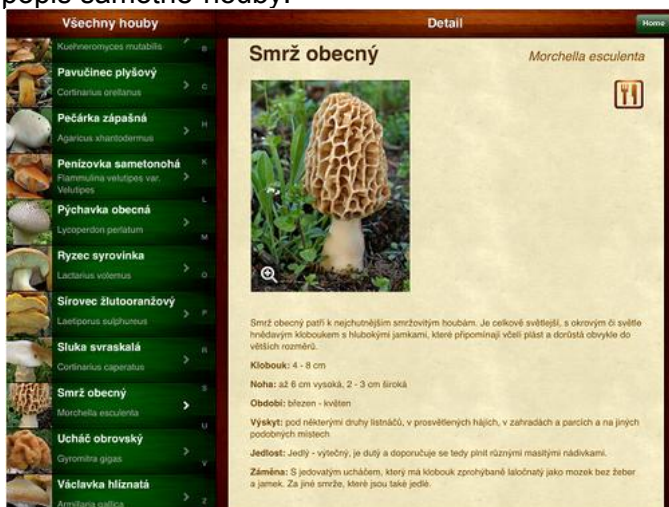 popis samotné houby.
Všechny houby
Detail
Home
Kuehneromyces mutabilis
Pavučinec plyšový
Cortinarius orellanus
Pečárka zápašná
Agaricus xhantodermus
Penízovka sametonohá
Flammulina velutipes var.
Velutipes
Pýchavka obecná
Lycoperdon perlatum
Ryzec syrovinka
Lactarius volemus
Sírovec žlutooranžový
Laetiporus sulphureus
Sluka svraskalá
Cortinarius caperatus
Smrž obecný
Morchella esculenta
Ucháč obrovský
Gyromitra gigas
Václavka hlíznatá
Armillaria gallica
B
C
H
K
L
M
O
P
R
S
U
V
Z
Smrž obecný
Morchella esculenta
Smrž obecný patří k nejchutnějším smržovitým houbám. Je celkově světlejší, s okrovým či světle
hnědavým kloboukem s hlubokými jamkami, které připomínají včelí plást a dorůstá obvykle do
větších rozměrů.
Klobouk: 4 - 8 cm
Noha: až 6 cm vysoká, 2 - 3 cm široká
Období: březen - květen
Výskyt: pod některými druhy listnáčů, v prosvětlených hájích, v zahradách a parcích a na jiných
podobných místech
Jedlost: Jedlý - výtečný, je dutý a doporučuje se tedy plnit různými masitými nádivkami.
Záměna: S jedovatým ucháčem, který má klobouk zprohýbaně laločnatý jako mozek bez žeber
a jamek. Za jiné smrže, které jsou také jedlé.